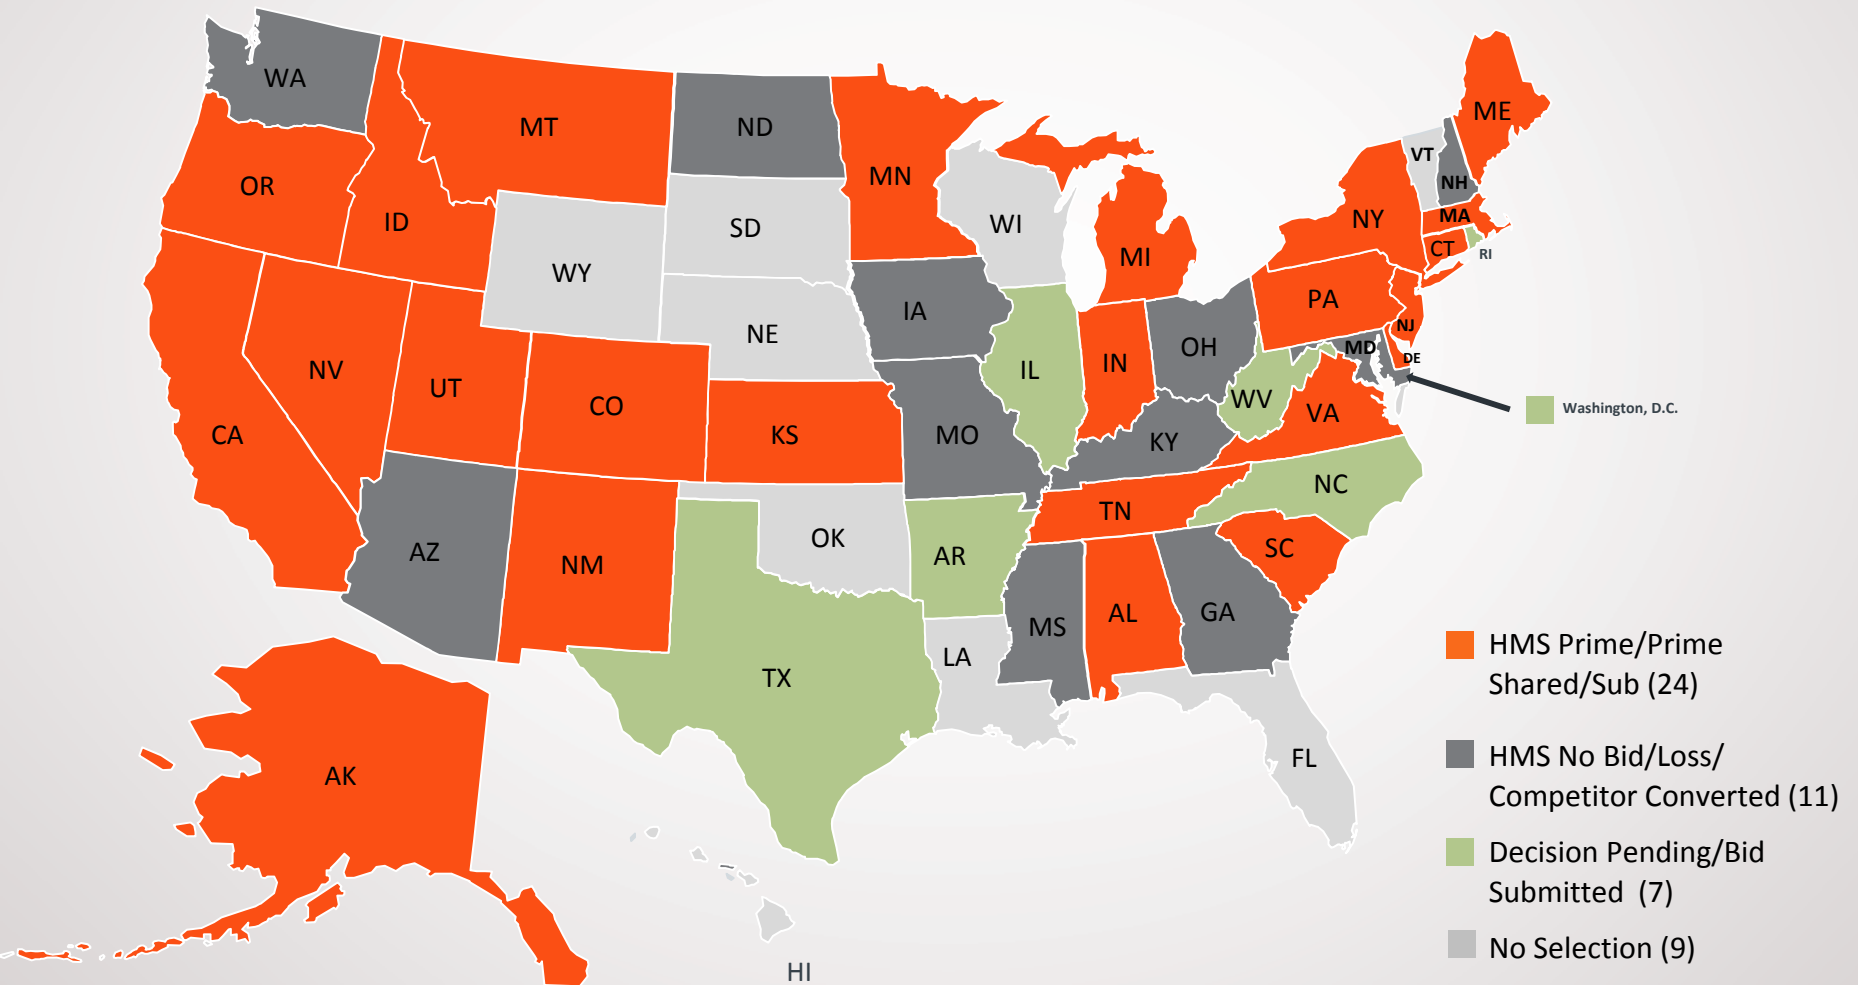 WA
MT
ND
MN
ME
VT
NH
OR
ID
SD
WI
NY
MA
CT
RI
WY
MI
PA
NE
IA
NJ
NV
UT
CO
IL
IN
OH
MD
DE
CA
KS
MO
KY
WV
VA
Washington, D.C.
AZ
NM
OK
AR
TN
NC
SC
TX
LA
MS
AL
GA
FL
AK
HI
HMS Prime/Prime
Shared/Sub (24)
HMS No Bid/Loss/
Competitor Converted (11)
Decision Pending/Bid
Submitted (7)
No Selection (9)